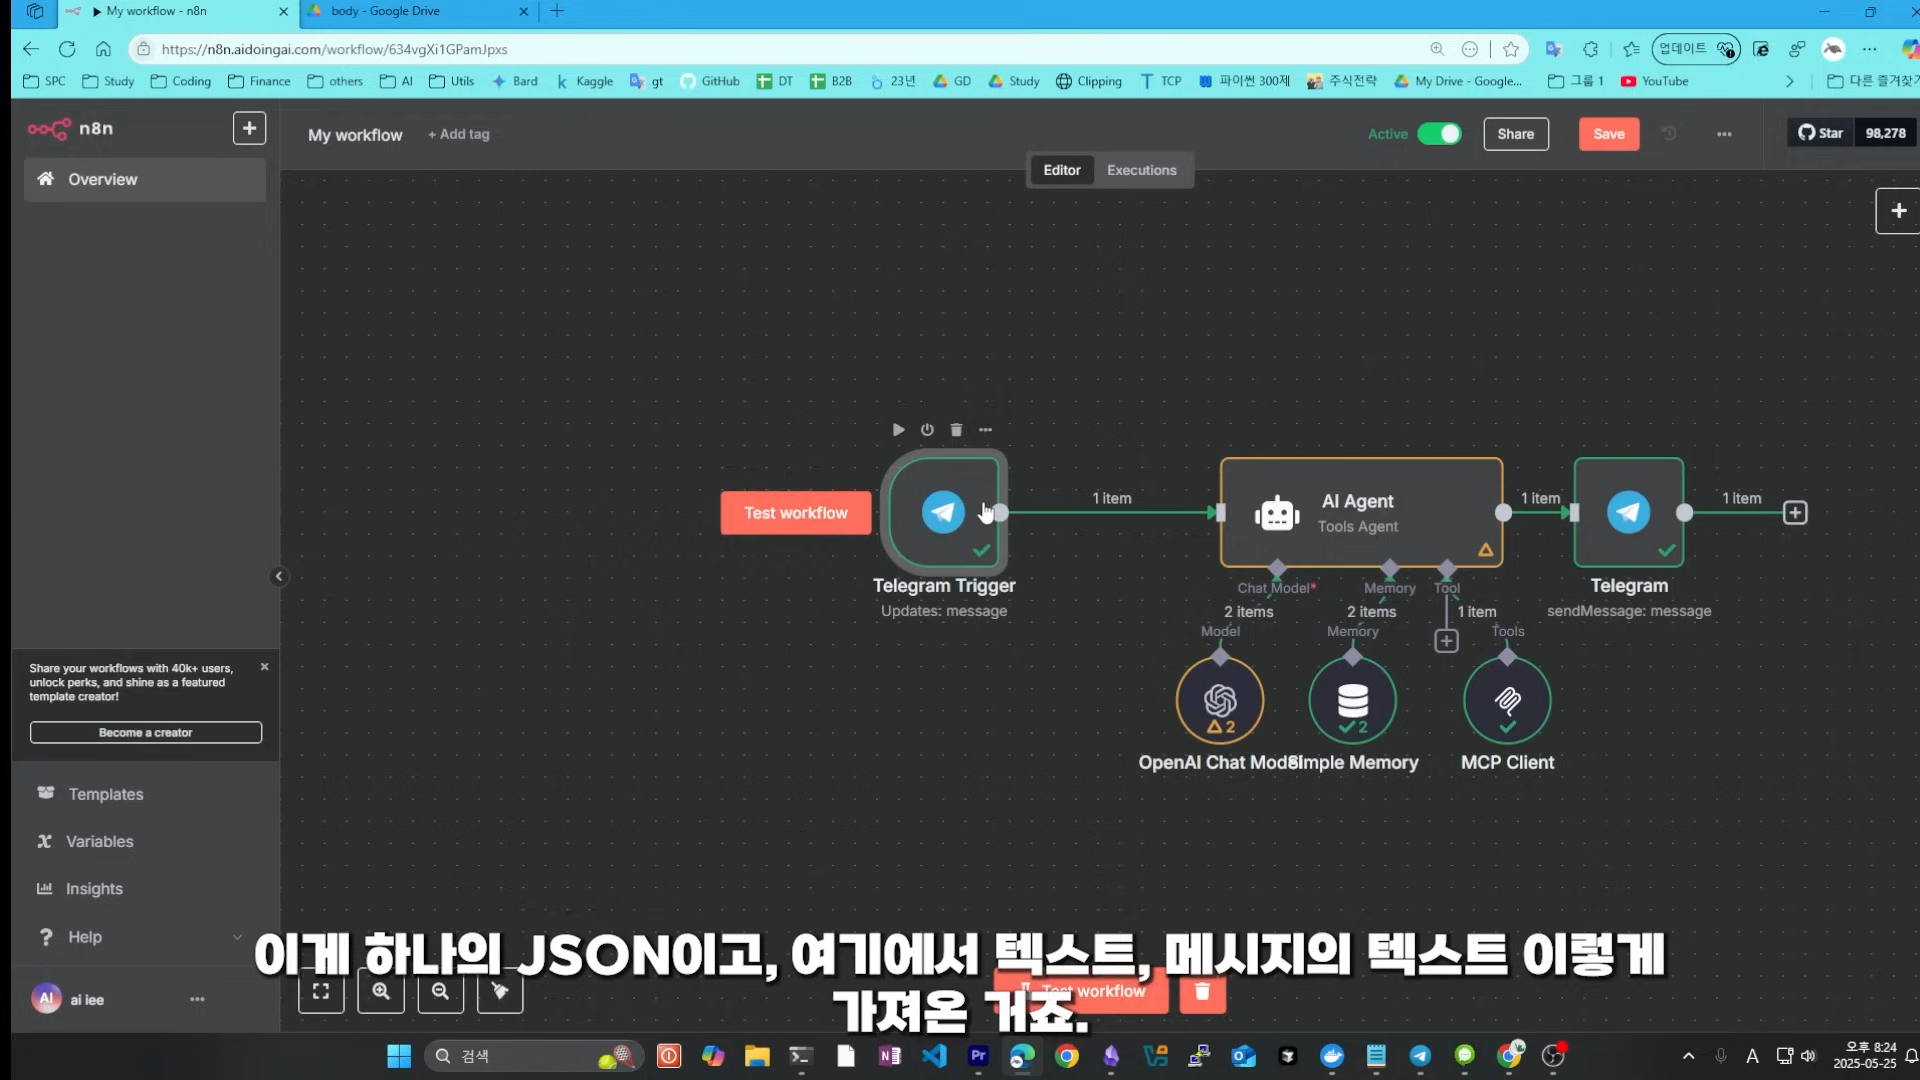 My workflow - n8n
body - Google Drive
https://n8n.aidoingai.com/workflow/634vgXi1GPamJpxs
업데이트
SPC
Study
Coding
Finance
others
AI
Utils
Bard
Kaggle
gt
GitHub
DT
B2B
23년
GD
Study
Clipping
TCP
파이썬 300제
주식전략
My Drive - Google...
그룹 1
YouTube
다른 즐겨찾기
n8n
My workflow
+ Add tag
Active
Share
Save
Star
98,278
Overview
Editor
Executions
1 item
1 item
1 item
Test workflow
AI Agent
Tools Agent
Telegram Trigger
Updates: message
Chat Model*
Memory
Tool
Telegram
sendMessage: message
2 items
2 items
1 item
Model
Memory
Tools
2
2
OpenAI Chat Model
Simple Memory
MCP Client
Share your workflows with 40k+ users,
unlock perks, and shine as a featured
template creator!
Become a creator
Templates
Variables
Insights
Help
AI
ai iee
이게 하나의 JSON이고, 여기에서 텍스트, 메시지의 텍스트 이렇게
가져온 거죠.
Test workflow
검색
Pr
A
오후 8:24
2025-05-25